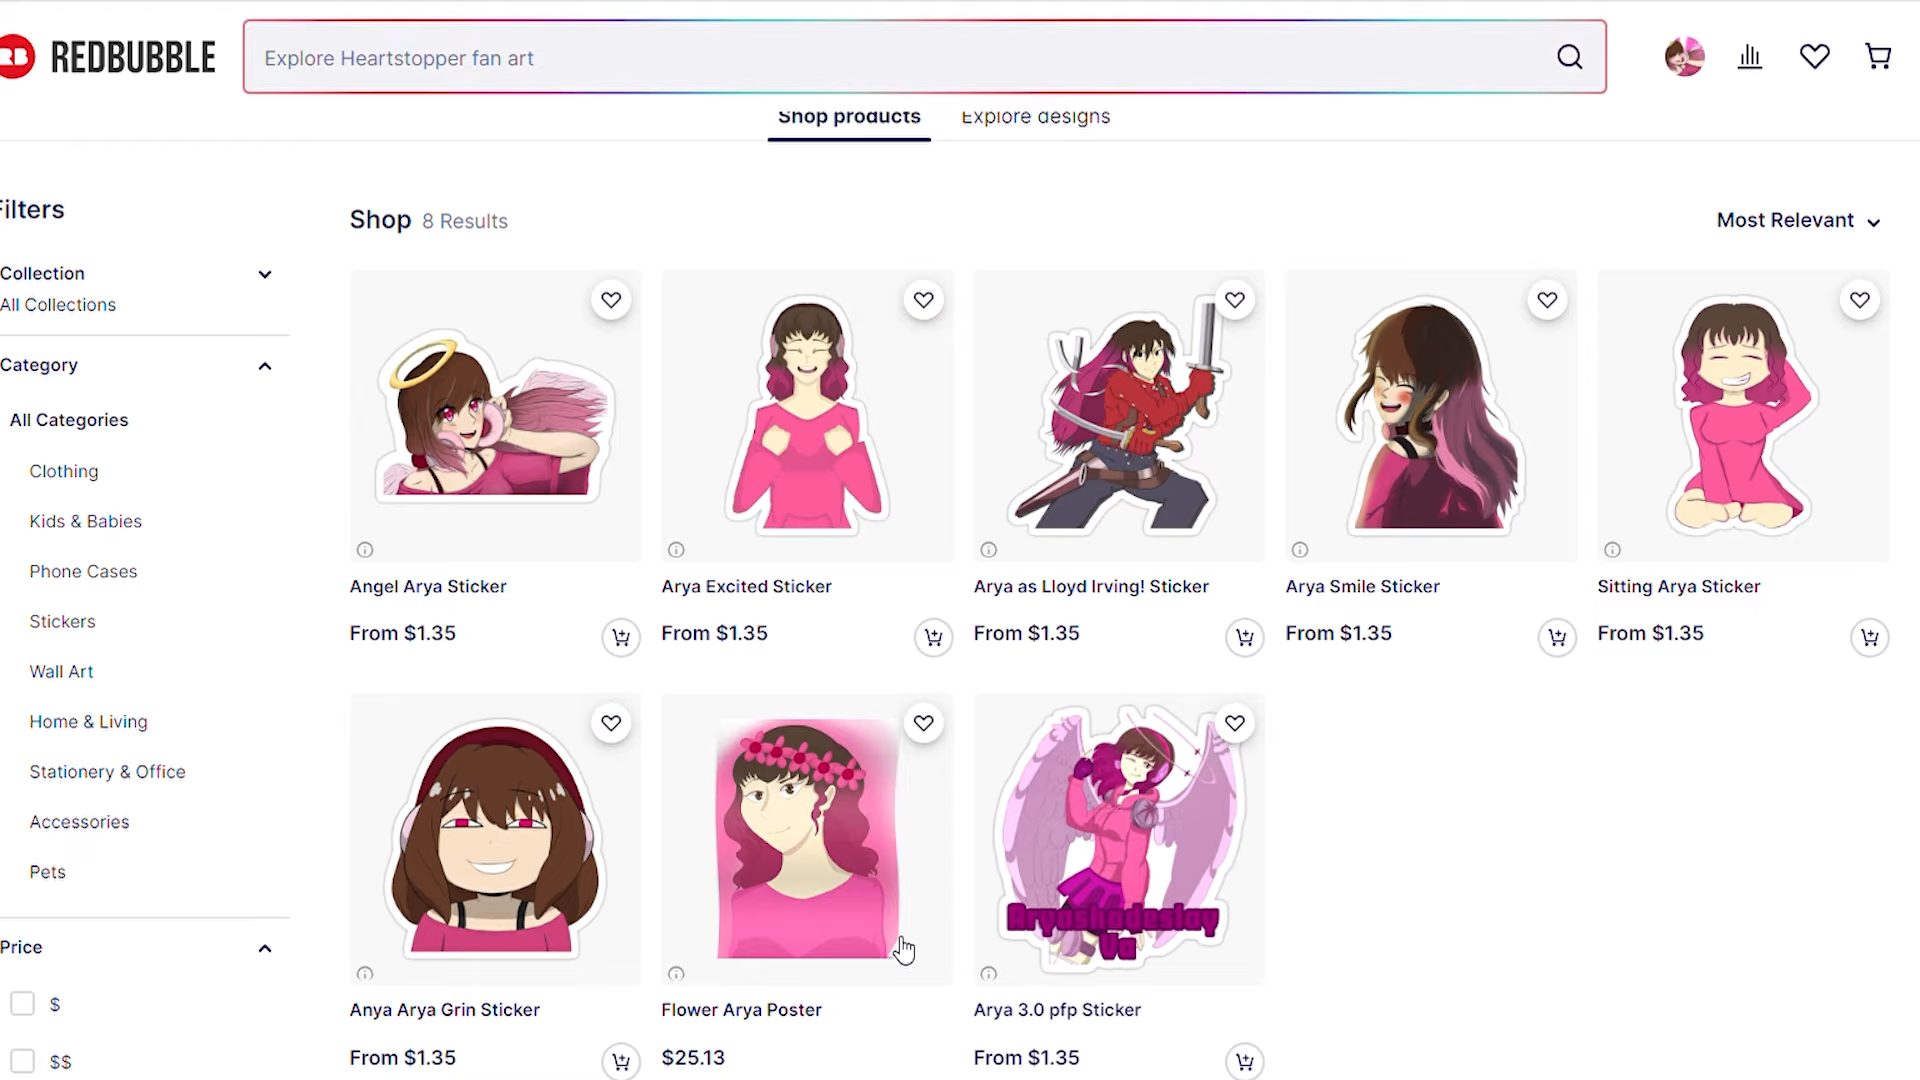 RB REDBUBBLE
Explore Heartstopper fan art
Shop products Explore designs
Filters
Shop 8 Results
Most Relevant
Collection
All Collections
Category
All Categories
Clothing
Kids & Babies
Phone Cases
Stickers
Wall Art
Home & Living
Stationery & Office
Accessories
Pets
Price
$
$$
Angel Arya Sticker
From $1.35
Arya Excited Sticker
From $1.35
Arya as Lloyd Irving! Sticker
From $1.35
Arya Smile Sticker
From $1.35
Sitting Arya Sticker
From $1.35
Anya Arya Grin Sticker
From $1.35
Flower Arya Poster
$25.13
Aryashadeslay
Va
Arya 3.0 pfp Sticker
From $1.35